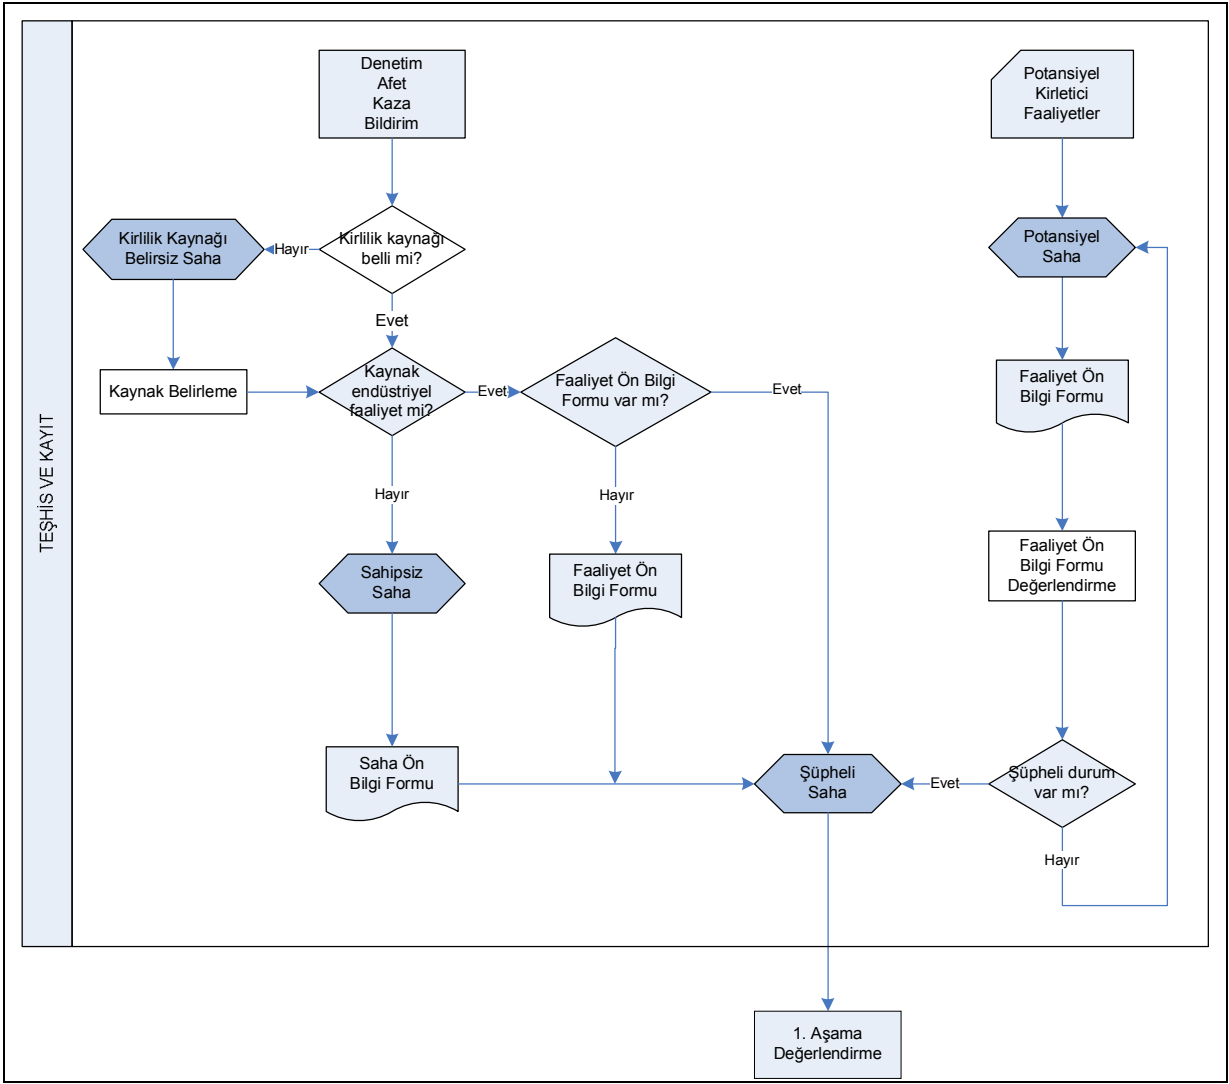 TEŞHİS VE KAYIT
Denetim
Afet
Kaza
Bildirim
Potansiyel
Kirletici
Faaliyetler
Kirlilik Kaynağı
Belirsiz Saha
Hayır
Kirlilik kaynağı
belli mi?
Potansiyel
Saha
Evet
Kaynak Belirleme
Kaynak
endüstriyel
faaliyet mi?
Evet
Faaliyet Ön Bilgi
Formu var mı?
Evet
Faaliyet Ön
Bilgi Formu
Hayır
Hayır
Sahipsiz
Saha
Faaliyet Ön
Bilgi Formu
Faaliyet Ön
Bilgi Formu
Değerlendirme
Saha Ön
Bilgi Formu
Şüpheli
Saha
Evet
Şüpheli durum
var mı?
Hayır
1. Aşama
Değerlendirme